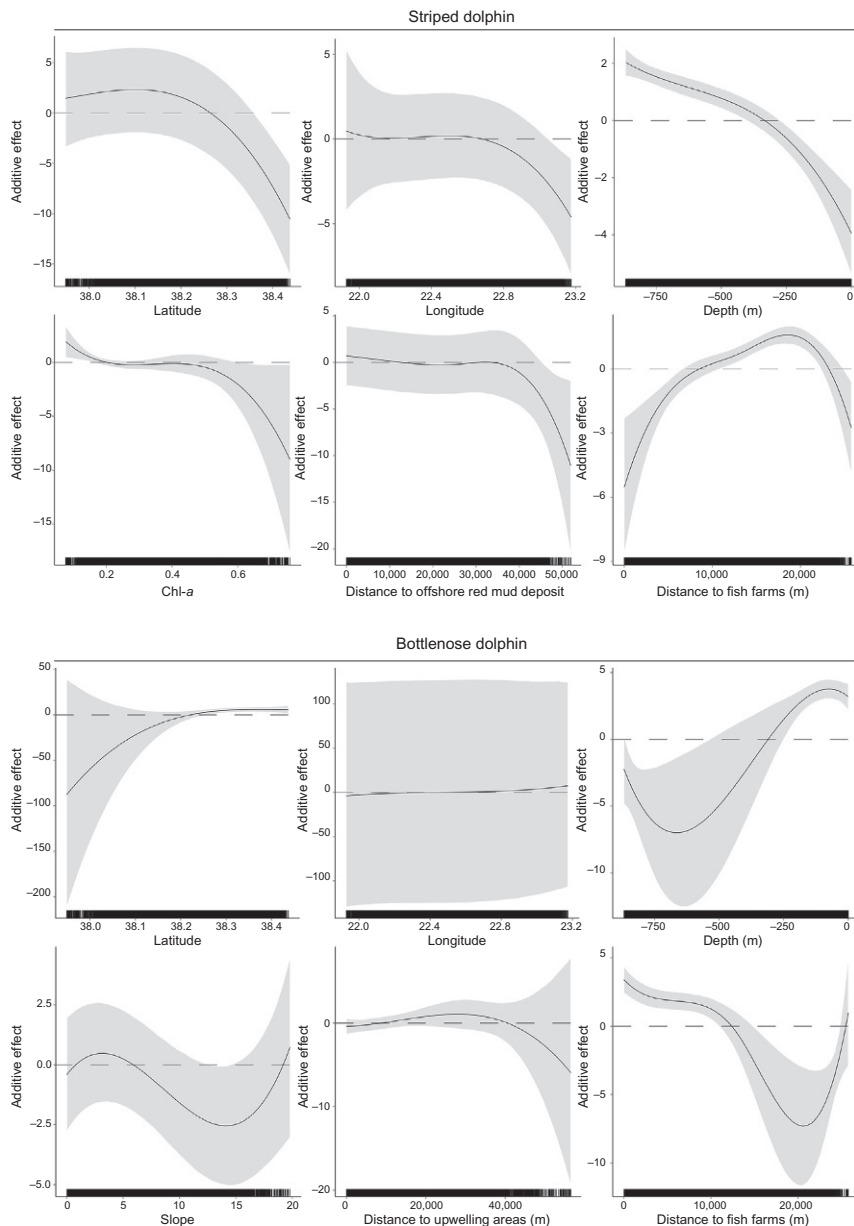 Striped dolphin
Additive effect
5
0
−5
−10
−15
38.0 38.1 38.2 38.3 38.4
Latitude
Additive effect
5
0
−5
22.0 22.4 22.8 23.2
Longitude
Additive effect
2
0
−2
−4
−750 −500 −250 0
Depth (m)
Additive effect
0
−5
−10
−15
0.2 0.4 0.6
Chl-a
Additive effect
5
0
−5
−10
−15
−20
0 10,000 20,000 30,000 40,000 50,000
Distance to offshore red mud deposit
Additive effect
0
−3
−6
−9
0 10,000 20,000
Distance to fish farms (m)
Bottlenose dolphin
Additive effect
50
0
−50
−100
−150
−200
38.0 38.1 38.2 38.3 38.4
Latitude
Additive effect
100
50
0
−50
−100
22.0 22.4 22.8 23.2
Longitude
Additive effect
5
0
−5
−10
−750 −500 −250 0
Depth (m)
Additive effect
2.5
0.0
−2.5
−5.0
0 5 10 15 20
Slope
Additive effect
0
−10
−20
0 20,000 40,000
Distance to upwelling areas (m)
Additive effect
5
0
−5
−10
0 10,000 20,000
Distance to fish farms (m)